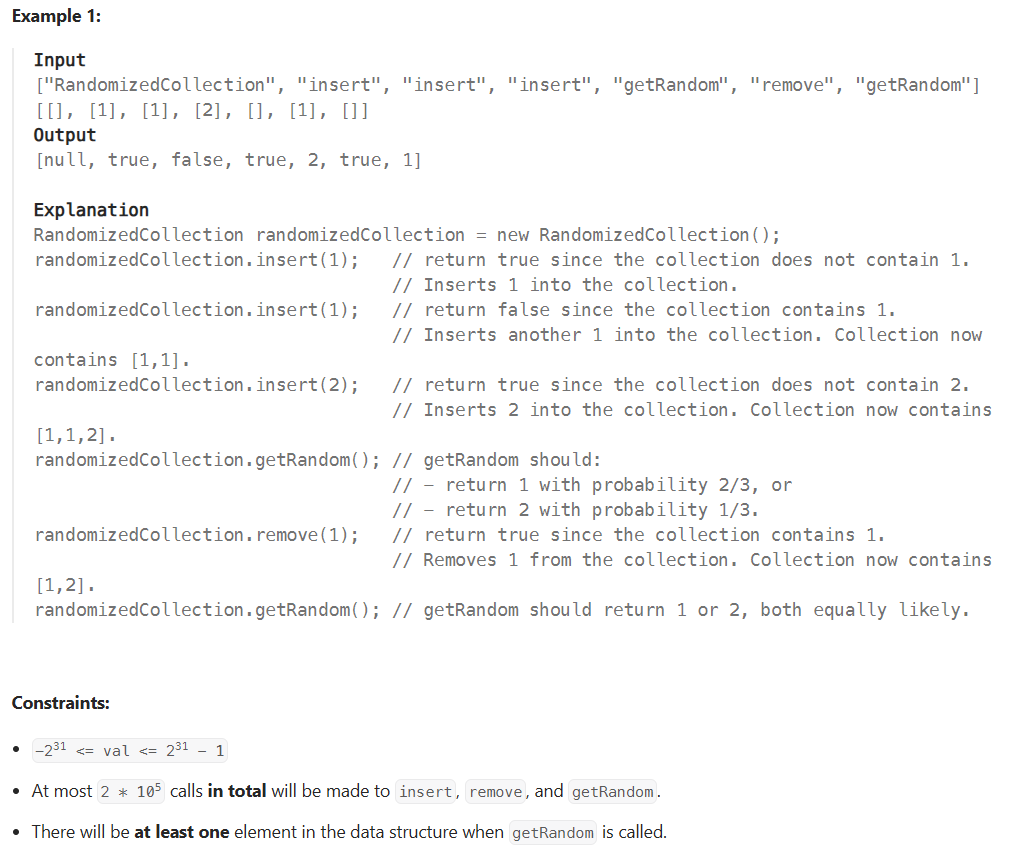 Example 1:
Input
["RandomizedCollection", "insert", "insert", "insert", "getRandom", "remove", "getRandom"]
[[], [1], [1], [2], [], [1], []]
Output
[null, true, false, true, 2, true, 1]
Explanation
RandomizedCollection randomizedCollection = new RandomizedCollection();
randomizedCollection.insert(1);   // return true since the collection does not contain 1.
                                  // Inserts 1 into the collection.
randomizedCollection.insert(1);   // return false since the collection contains 1.
                                  // Inserts another 1 into the collection. Collection now
contains [1,1].
randomizedCollection.insert(2);   // return true since the collection does not contain 2.
                                  // Inserts 2 into the collection. Collection now contains
[1,1,2].
randomizedCollection.getRandom(); // getRandom should:
                                  // - return 1 with probability 2/3, or
                                  // - return 2 with probability 1/3.
randomizedCollection.remove(1);   // return true since the collection contains 1.
                                  // Removes 1 from the collection. Collection now contains
[1,2].
randomizedCollection.getRandom(); // getRandom should return 1 or 2, both equally likely.
Constraints:
• -2³¹ <= val <= 2³¹ - 1
• At most 2 * 10⁵ calls in total will be made to insert, remove, and getRandom.
• There will be at least one element in the data structure when getRandom is called.